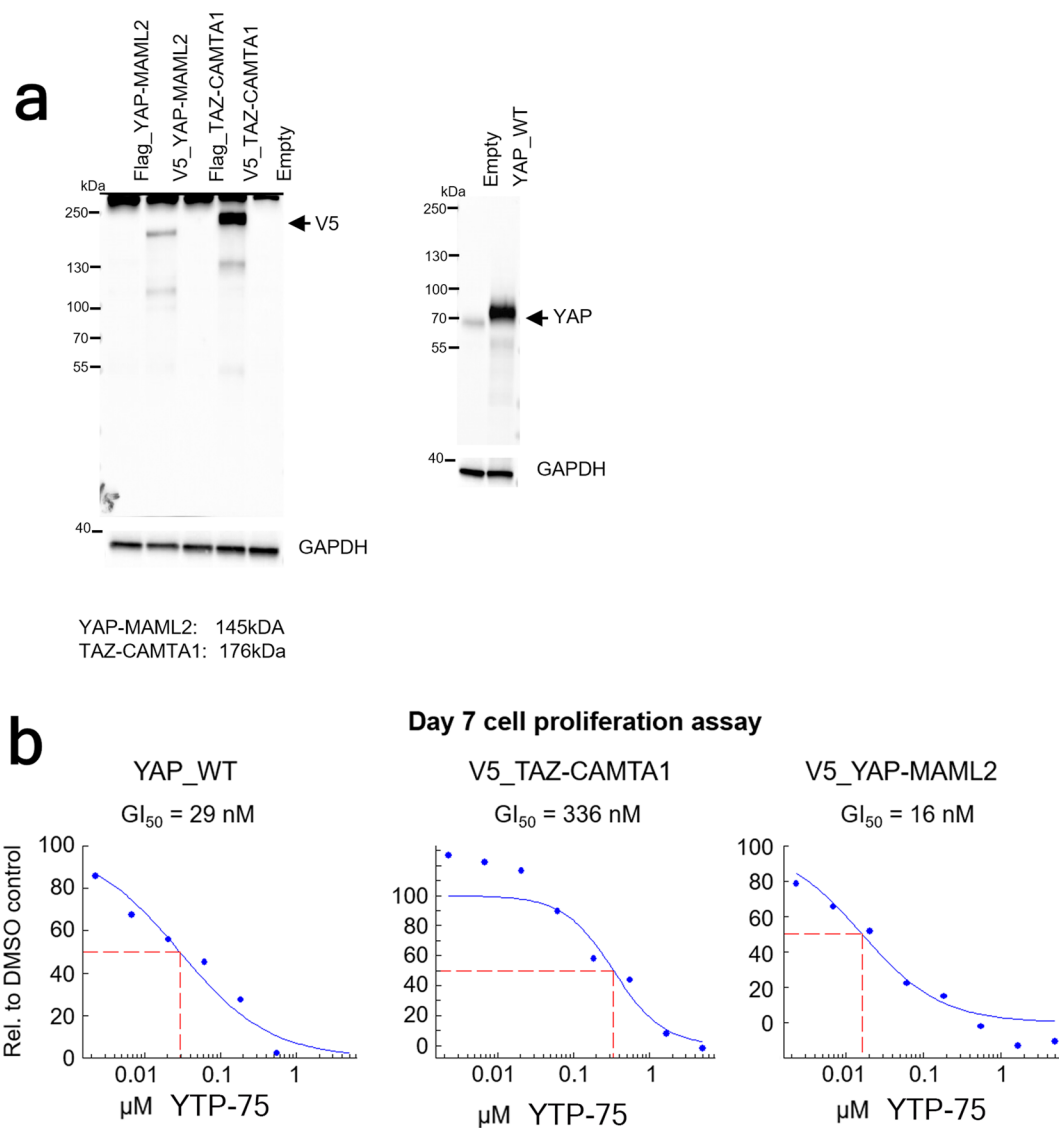 a
Flag_YAP-MAML2
V5_YAP-MAML2
Flag_TAZ-CAMTA1
V5_TAZ-CAMTA1
Empty
kDa
250
130
100
70
55
V5
40
GAPDH
Empty
YAP_WT
kDa
250
130
100
70
55
YAP
40
GAPDH
YAP-MAML2: 145kDA
TAZ-CAMTA1: 176kDa
b
Day 7 cell proliferation assay
YAP_WT
GI50 = 29 nM
Rel. to DMSO control
100
80
60
40
20
0
0.01 0.1 1
µM YTP-75
V5_TAZ-CAMTA1
GI50 = 336 nM
100
80
60
40
20
0
0.01 0.1 1
µM YTP-75
V5_YAP-MAML2
GI50 = 16 nM
100
80
60
40
20
0
0.01 0.1 1
µM YTP-75